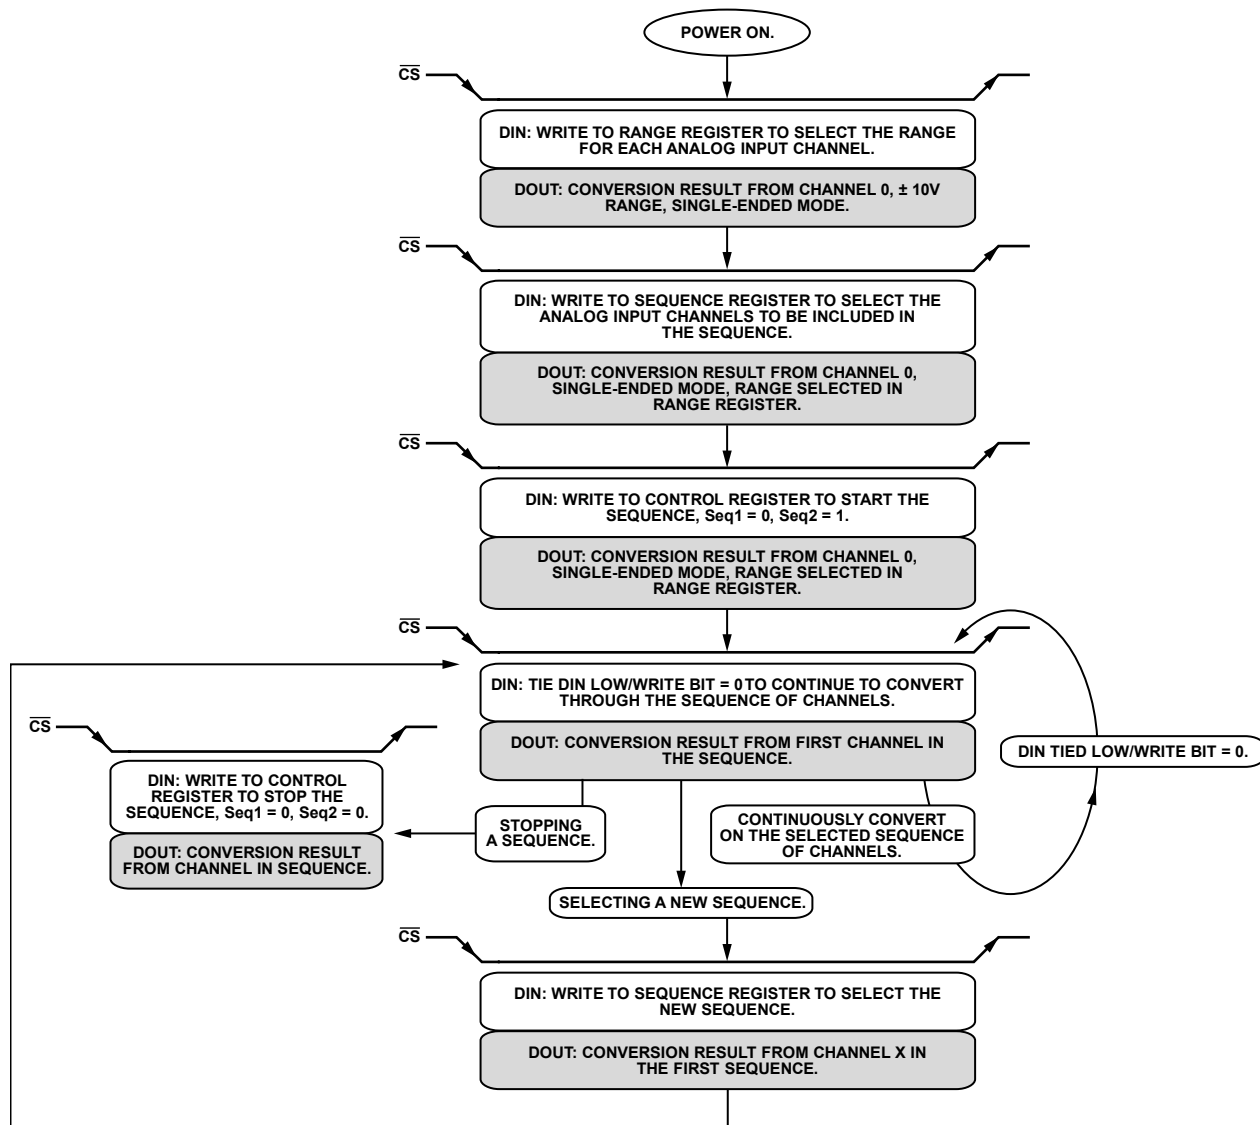 POWER ON.
CS
DIN: WRITE TO RANGE REGISTER TO SELECT THE RANGE
FOR EACH ANALOG INPUT CHANNEL.
DOUT: CONVERSION RESULT FROM CHANNEL 0, ± 10V
RANGE, SINGLE-ENDED MODE.
CS
DIN: WRITE TO SEQUENCE REGISTER TO SELECT THE
ANALOG INPUT CHANNELS TO BE INCLUDED IN
THE SEQUENCE.
DOUT: CONVERSION RESULT FROM CHANNEL 0,
SINGLE-ENDED MODE, RANGE SELECTED IN
RANGE REGISTER.
CS
DIN: WRITE TO CONTROL REGISTER TO START THE
SEQUENCE, Seq1 = 0, Seq2 = 1.
DOUT: CONVERSION RESULT FROM CHANNEL 0,
SINGLE-ENDED MODE, RANGE SELECTED IN
RANGE REGISTER.
CS
DIN: TIE DIN LOW/WRITE BIT = 0 TO CONTINUE TO CONVERT
THROUGH THE SEQUENCE OF CHANNELS.
DOUT: CONVERSION RESULT FROM FIRST CHANNEL IN
THE SEQUENCE.
DIN TIED LOW/WRITE BIT = 0.
CS
DIN: WRITE TO CONTROL
REGISTER TO STOP THE
SEQUENCE, Seq1 = 0, Seq2 = 0.
DOUT: CONVERSION RESULT
FROM CHANNEL IN SEQUENCE.
STOPPING
A SEQUENCE.
CONTINUOUSLY CONVERT
ON THE SELECTED SEQUENCE
OF CHANNELS.
SELECTING A NEW SEQUENCE.
CS
DIN: WRITE TO SEQUENCE REGISTER TO SELECT THE
NEW SEQUENCE.
DOUT: CONVERSION RESULT FROM CHANNEL X IN
THE FIRST SEQUENCE.